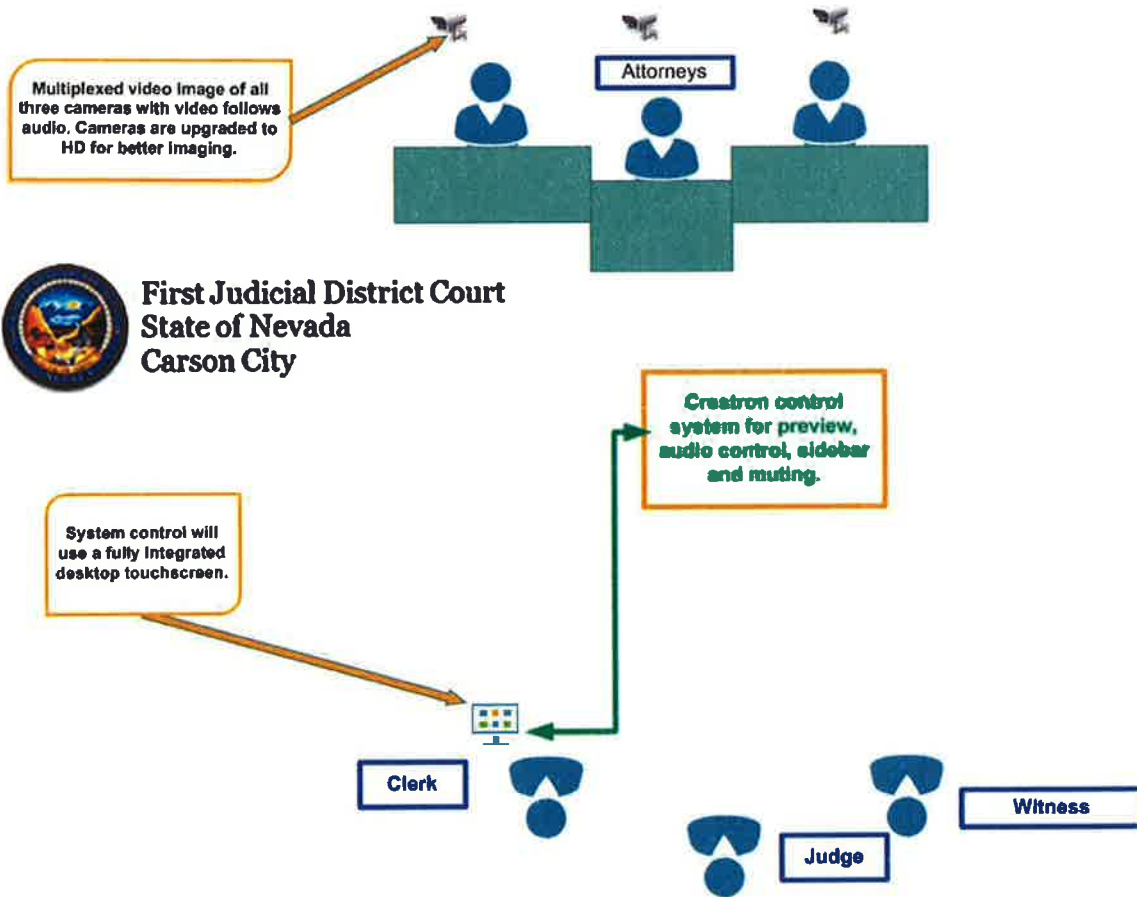 Attorneys
Multiplexed video image of all
three cameras with video follows
audio. Cameras are upgraded to
HD for better imaging.
First Judicial District Court
State of Nevada
Carson City
Crestron control
system for preview,
audio control, sidebar
and muting.
System control will
use a fully integrated
desktop touchscreen.
Clerk
Witness
Judge